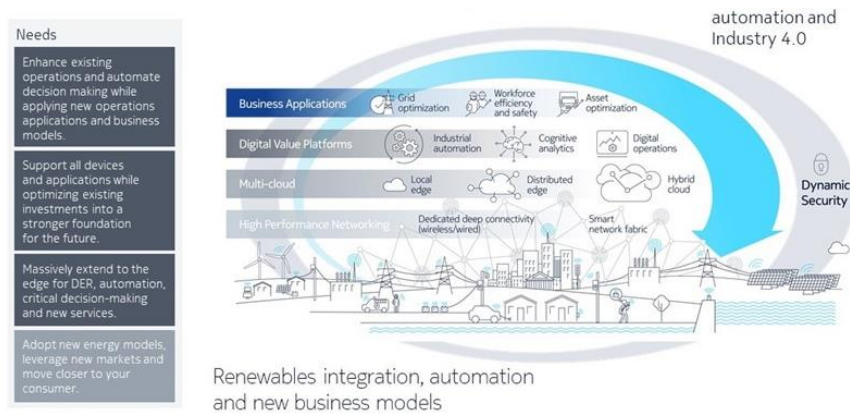 automation and
Industry 4.0
Needs
Enhance existing
operations and automate
decision making while
applying new operations
applications and business
models.
Support all devices
and applications while
optimizing existing
investments into a
stronger foundation
for the future.
Massively extend to the
edge for DER, automation,
critical decision-making
and new services.
Adopt new energy models,
leverage new markets and
move closer to your
consumer.
Business Applications
Grid
optimization
Workforce
efficiency
and safety
Asset
optimization
Digital Value Platforms
Industrial
automation
Cognitive
analytics
Digital
operations
Multi-cloud
Local
edge
Distributed
edge
Hybrid
cloud
High Performance Networking
Dedicated deep connectivity
(wireless/wired)
Smart
network fabric
Dynamic
Security
Renewables integration, automation
and new business models